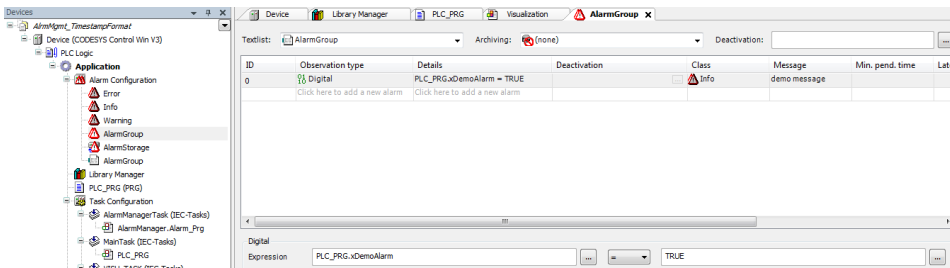 Devices
AlrmMgmt_TimestampFormat
Device (CODESYS Control Win V3)
PLC Logic
Application
Alarm Configuration
Error
Info
Warning
AlarmGroup
AlarmStorage
AlarmGroup
Library Manager
PLC_PRG (PRG)
Task Configuration
AlarmManagerTask (IEC-Tasks)
AlarmManager.Alarm_Prg
MainTask (IEC-Tasks)
PLC_PRG
Device Library Manager PLC_PRG Visualization AlarmGroup X
Textlist: AlarmGroup Archiving: (none) Deactivation: ...
ID Observation type Details Deactivation Class Message Min. pend. time Late
0 Digital PLC_PRG.xDemoAlarm = TRUE ... Info demo message
Click here to add a new alarm Click here to add a new alarm
Digital
Expression PLC_PRG.xDemoAlarm ... = TRUE ...